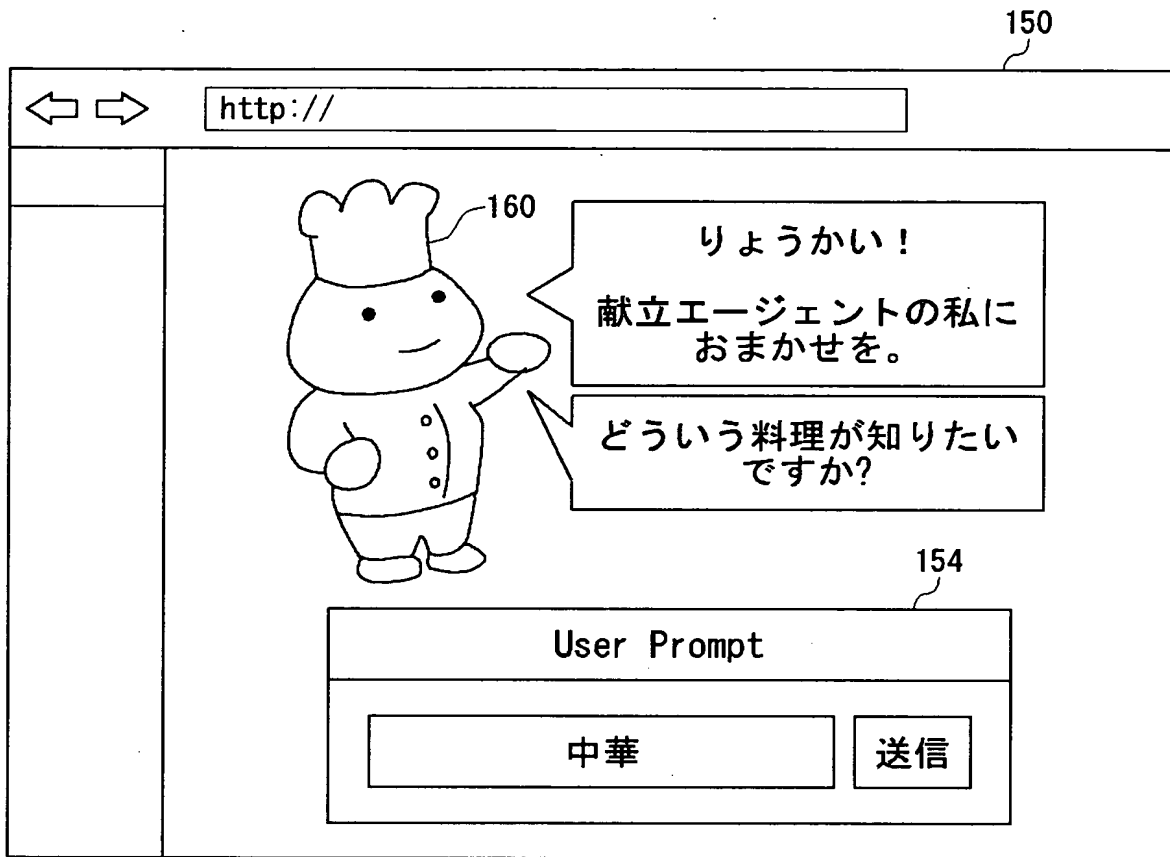 150
http://
160
りょうかい！
献立エージェントの私に
おまかせを。
どういう料理が知りたい
ですか?
154
User Prompt
中華
送信